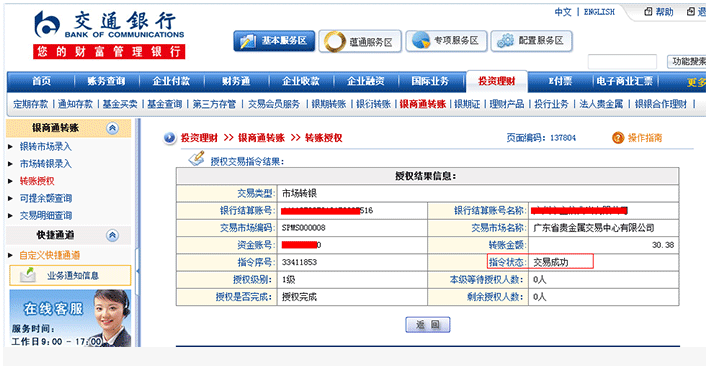 中文 | ENGLISH 帮助 退
交通銀行
BANK OF COMMUNICATIONS
您的财富管理银行
基本服务区 蕴通服务区 专项服务区 配置服务区
功能搜索
首页 账务查询 企业付款 财务通 企业收款 企业融资 国际业务 投资理财 E付票 电子商业汇票 更多
定期存款 | 通知存款 | 基金买卖 | 基金查询 | 第三方存管 | 交易会员服务 | 银期转账 | 银衍转账 | 银商通转账 | 银期证 | 理财产品 | 投行业务 | 法人贵金属 | 银银合作理财 |
银商通转账
银转市场录入
市场转银录入
转账授权
可提余额查询
交易明细查询
快捷通道
自定义快捷通道
业务通知信息
在线客服
服务时间:
工作日9:00 - 17:00
投资理财 >> 银商通转账 >> 转账授权 页面编码: 137804 操作指南
授权交易指令结果:
授权结果信息:
交易类型: 市场转银
银行结算账号: 516 银行结算账号名称:
交易市场编码: SPMS000008 交易市场名称: 广东省贵金属交易中心有限公司
资金账号: 0 转账金额: 30.38
指令序号: 33411853 指令状态: 交易成功
授权级别: 1级 本级等待授权人数: 0人
授权是否完成: 授权完成 剩余授权人数: 0人
返 回